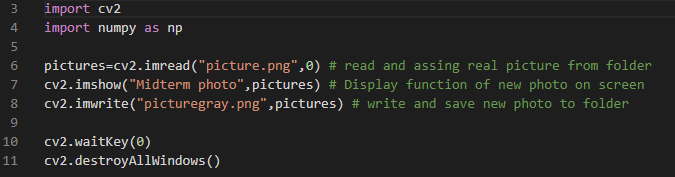 3 import cv2
4 import numpy as np
5
6 pictures=cv2.imread("picture.png",0) # read and assing real picture from folder
7 cv2.imshow("Midterm photo",pictures) # Display function of new photo on screen
8 cv2.imwrite("picturegray.png",pictures) # write and save new photo to folder
9
10 cv2.waitKey(0)
11 cv2.destroyAllWindows()